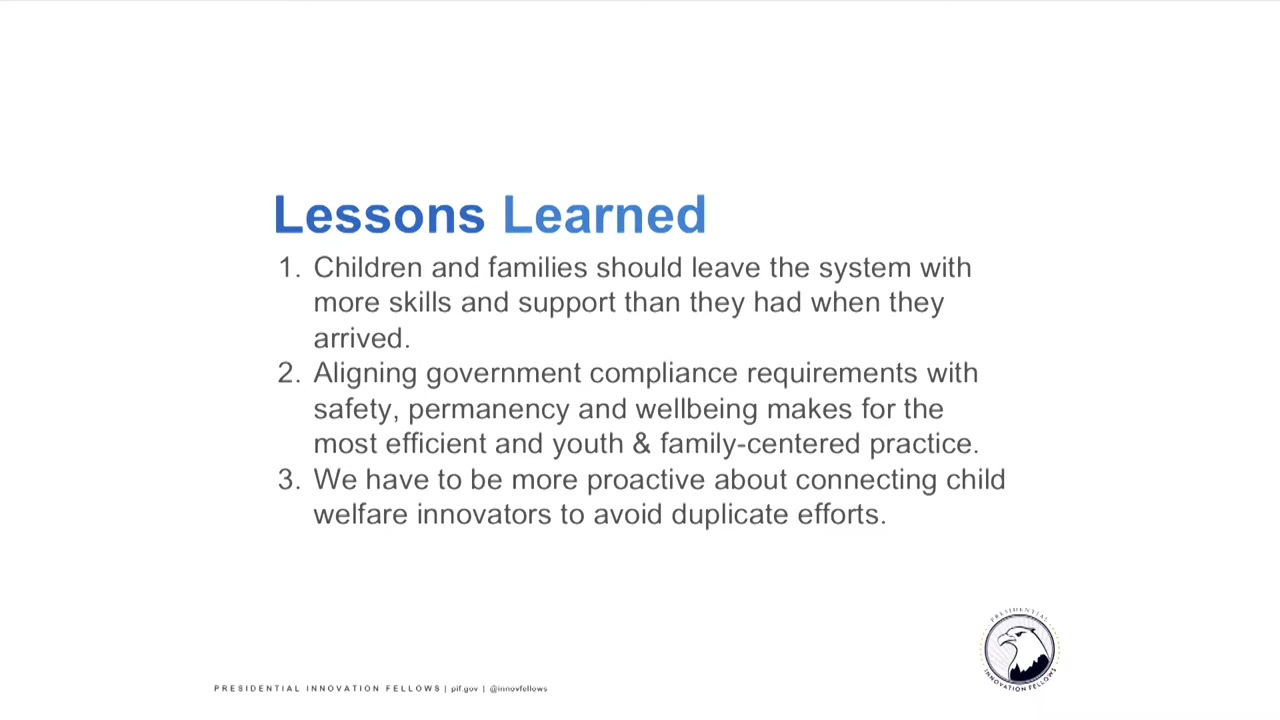 Lessons Learned
1. Children and families should leave the system with
more skills and support than they had when they
arrived.
2. Aligning government compliance requirements with
safety, permanency and wellbeing makes for the
most efficient and youth & family-centered practice.
3. We have to be more proactive about connecting child
welfare innovators to avoid duplicate efforts.
PRESIDENTIAL
INNOVATION FELLOWS
PRESIDENTIAL INNOVATION FELLOWS | pif.gov | @innovfellows